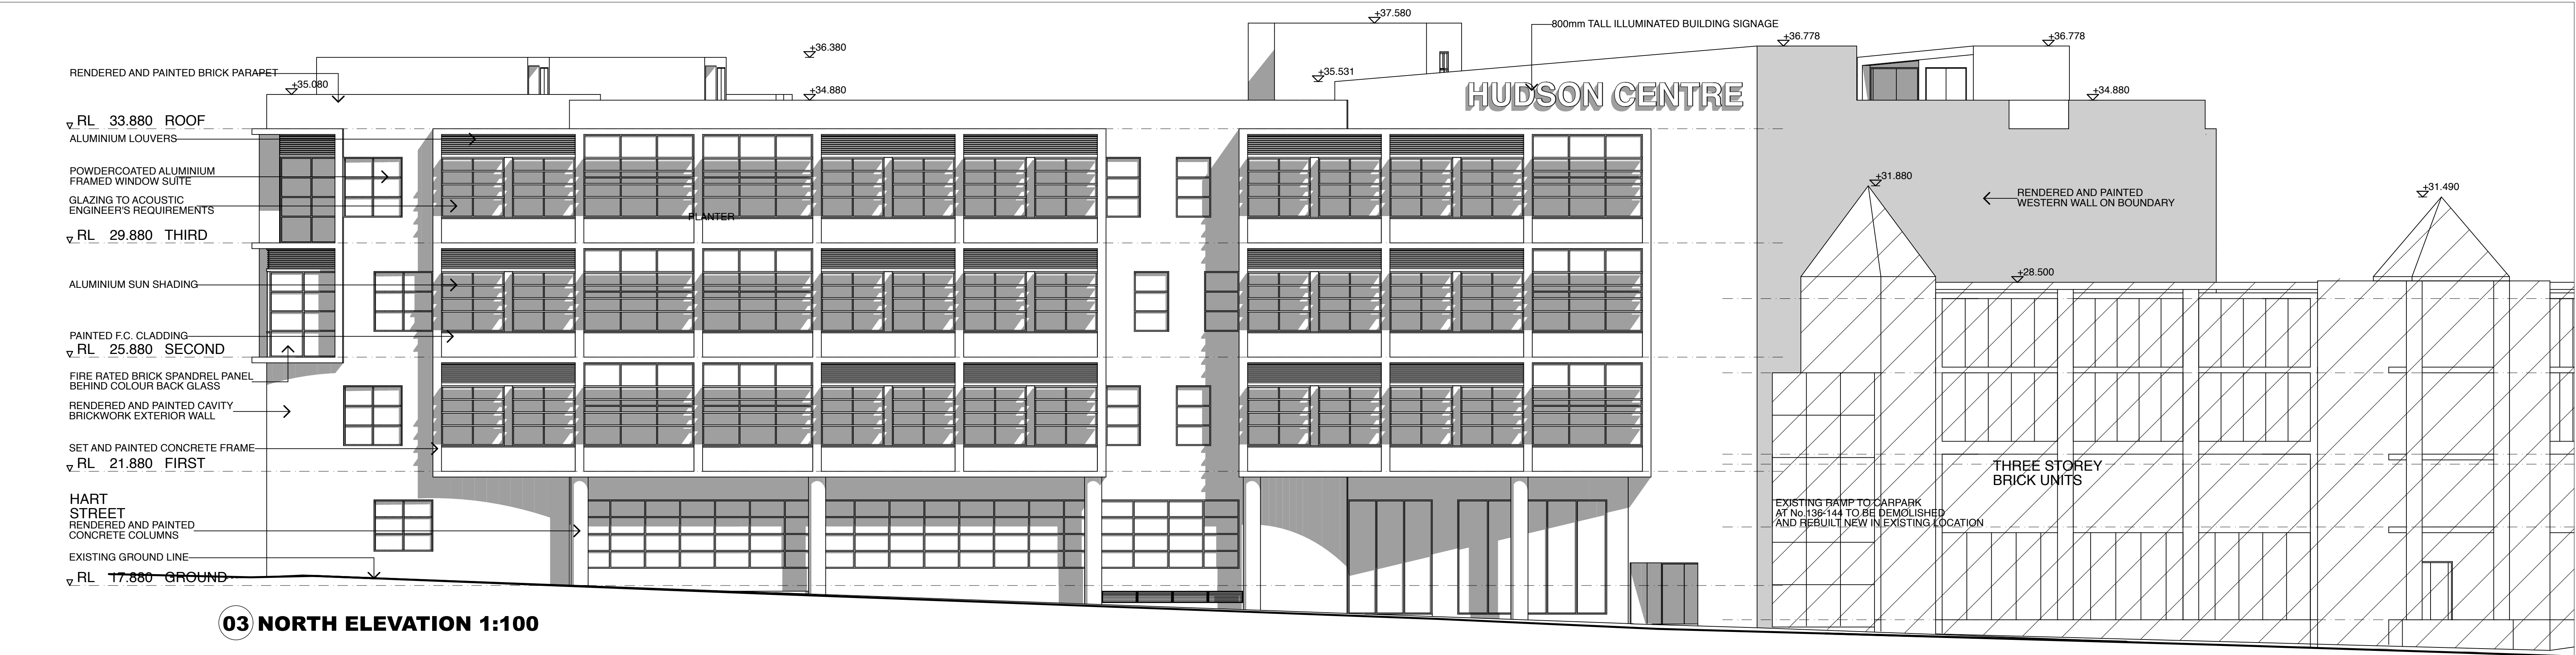 +37.580
800mm TALL ILLUMINATED BUILDING SIGNAGE
+36.380
+36.778
+36.778
RENDERED AND PAINTED BRICK PARAPET
+35.080
+35.531
+34.880
HUDSON CENTRE
+34.880
RL 33.880 ROOF
ALUMINIUM LOUVERS
POWDERCOATED ALUMINIUM
FRAMED WINDOW SUITE
GLAZING TO ACOUSTIC
ENGINEER'S REQUIREMENTS
PLANTER
+31.880
RENDERED AND PAINTED
WESTERN WALL ON BOUNDARY
+31.490
RL 29.880 THIRD
ALUMINIUM SUN SHADING
+28.500
PAINTED F.C. CLADDING
RL 25.880 SECOND
FIRE RATED BRICK SPANDREL PANEL
BEHIND COLOUR BACK GLASS
RENDERED AND PAINTED CAVITY
BRICKWORK EXTERIOR WALL
SET AND PAINTED CONCRETE FRAME
RL 21.880 FIRST
THREE STOREY
BRICK UNITS
HART
STREET
RENDERED AND PAINTED
CONCRETE COLUMNS
EXISTING RAMP TO CARPARK
AT No.136-144 TO BE DEMOLISHED
AND REBUILT NEW IN EXISTING LOCATION
EXISTING GROUND LINE
RL 17.880 GROUND
03 NORTH ELEVATION 1:100